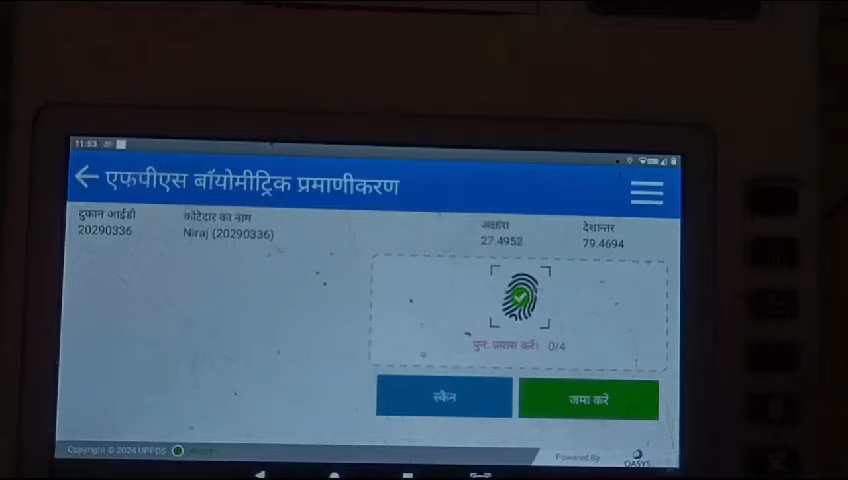 11:53
एफपीएस बॉयोमीट्रिक प्रमाणीकरण
दुकान आईडी कोटेदार का नाम अक्षांश देशान्तर
20290336 Niraj (20290336) 27.4952 79.4694
पुन: प्रयास करें। 0/4
स्कैन जमा करें
Copyright © 2024 UPPDS Powered By OASYS